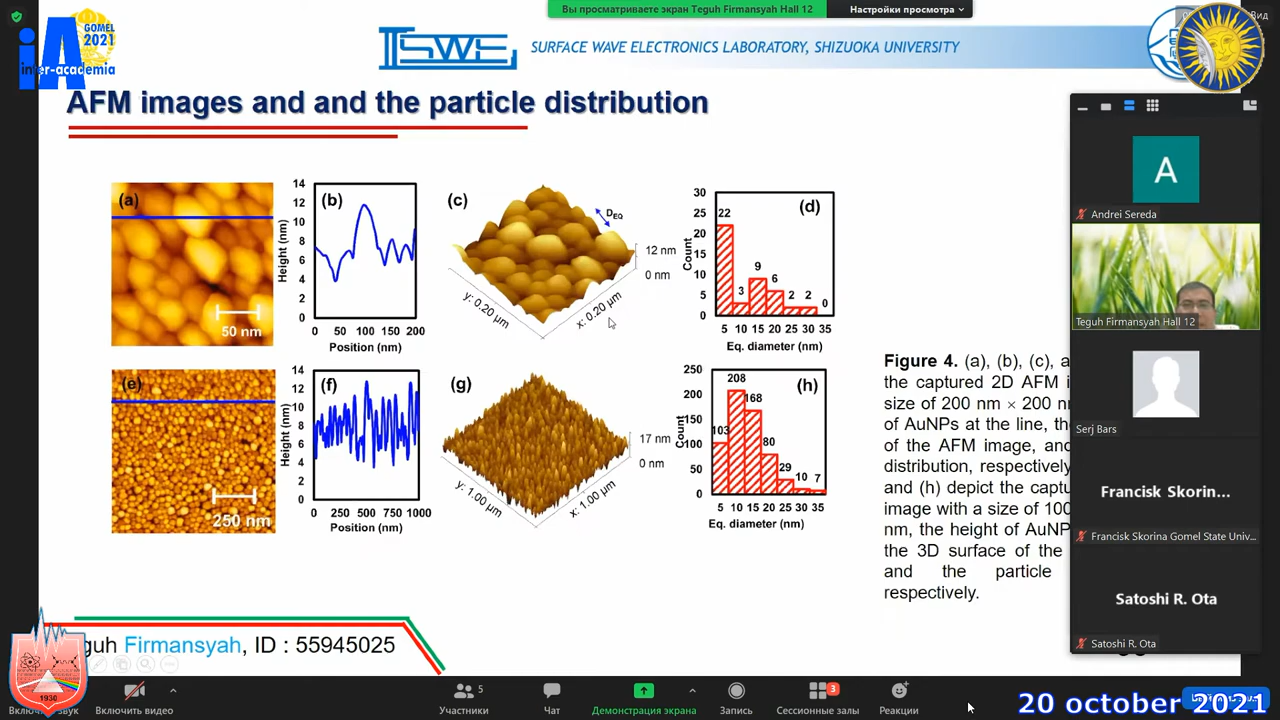 Вы просматриваете экран Teguh Firmansyah Hall 12
Настройки просмотра
Вид
iA
GOMEL
2021
inter-academia
ISWE
SURFACE WAVE ELECTRONICS LABORATORY, SHIZUOKA UNIVERSITY
AFM images and and the particle distribution
(a)
50 nm
(b)
Height (nm)
14
12
10
8
6
4
2
0
0 50 100 150 200
Position (nm)
(c)
DEQ
12 nm
0 nm
y: 0.20 µm
x: 0.20 µm
(d)
Count
30
25
20
15
10
5
0
22
3
9
6
2
2
0
5 10 15 20 25 30 35
Eq. diameter (nm)
(e)
250 nm
(f)
Height (nm)
14
12
10
8
6
4
2
0
0 250 500 750 1000
Position (nm)
(g)
17 nm
0 nm
y: 1.00 µm
x: 1.00 µm
(h)
Count
250
200
150
100
50
0
103
208
168
80
29
10
7
5 10 15 20 25 30 35
Eq. diameter (nm)
Figure 4. (a), (b), (c), a
the captured 2D AFM i
size of 200 nm × 200 n
of AuNPs at the line, th
of the AFM image, and
distribution, respectively
and (h) depict the captu
image with a size of 100
nm, the height of AuNP
the 3D surface of the
and the particle
respectively.
A
Andrei Sereda
Teguh Firmansyah Hall 12
Serj Bars
Francisk Skorin...
Francisk Skorina Gomel State Univ...
Satoshi R. Ota
Satoshi R. Ota
guh Firmansyah, ID : 55945025
1930
Включить видео
5
Участники
Чат
Демонстрация экрана
Запись
3
Сессионные залы
Реакции
20 october 2021